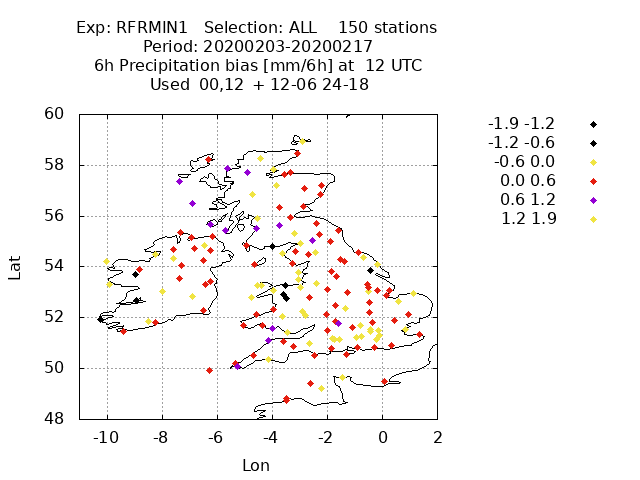 Exp: RFRMIN1 Selection: ALL 150 stations
Period: 20200203-20200217
6h Precipitation bias [mm/6h] at 12 UTC
Used 00,12 + 12-06 24-18
-1.9 -1.2
-1.2 -0.6
-0.6 0.0
0.0 0.6
0.6 1.2
1.2 1.9
Lat
60
58
56
54
52
50
48
-10 -8 -6 -4 -2 0 2
Lon